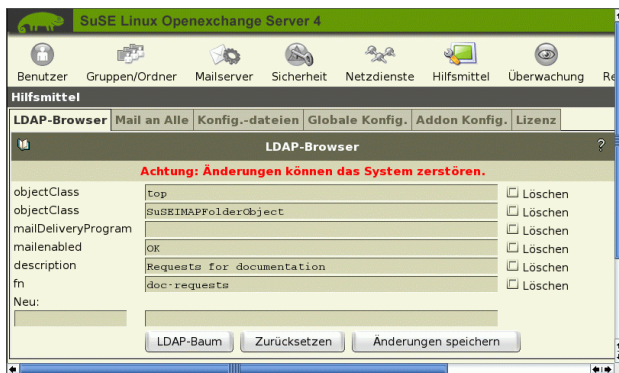 SuSE Linux Openexchange Server 4
Benutzer Gruppen/Ordner Mailserver Sicherheit Netzdienste Hilfsmittel Überwachung Re
Hilfsmittel
LDAP-Browser Mail an Alle Konfig.-dateien Globale Konfig. Addon Konfig. Lizenz
LDAP-Browser ?
Achtung: Änderungen können das System zerstören.
objectClass top Löschen
objectClass SuSEIMAPFolderObject Löschen
mailDeliveryProgram Löschen
mailenabled OK Löschen
description Requests for documentation Löschen
fn doc-requests Löschen
Neu:
LDAP-Baum Zurücksetzen Änderungen speichern